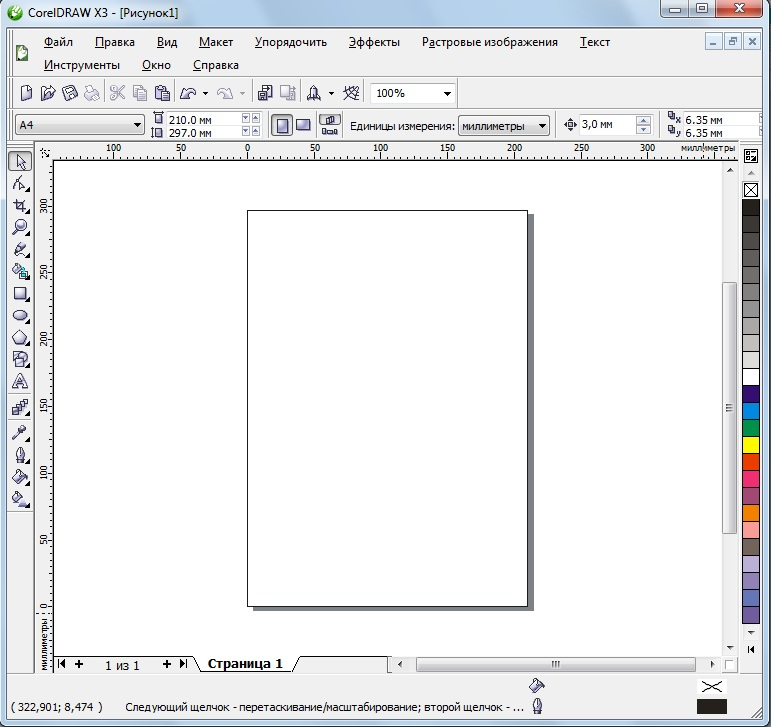 CorelDRAW X3 - [Рисунок1]
Файл Правка Вид Макет Упорядочить Эффекты Растровые изображения Текст
Инструменты Окно Справка
100%
A4 210.0 мм 297.0 мм Единицы измерения: миллиметры 3,0 мм 6.35 мм 6.35 мм
100 50 0 50 100 150 200 250 300 миллиметры
300
250
200
150
100
50
0
миллиметры
1 из 1 Страница 1
( 322,901; 8,474 ) Следующий щелчок - перетаскивание/масштабирование; второй щелчок - ...